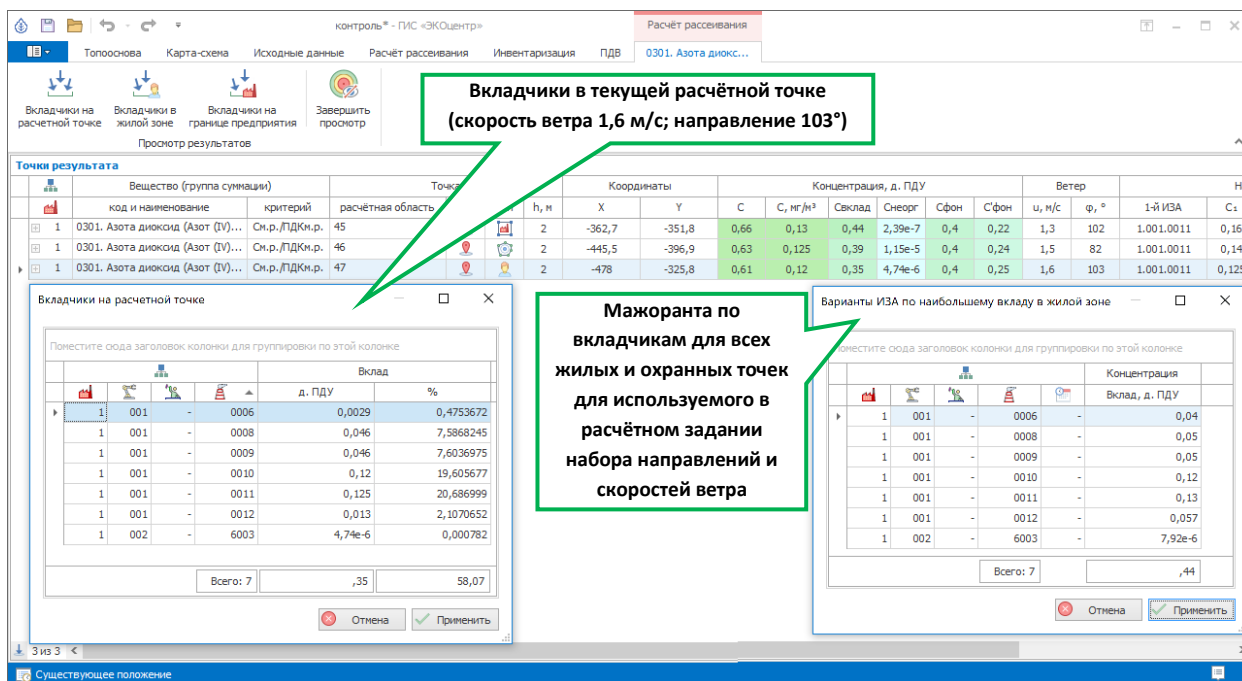 контроль* - ГИС «ЭКОцентр»
Расчёт рассеивания
Топооснова Карта-схема Исходные данные Расчёт рассеивания Инвентаризация ПДВ 0301. Азота диокс...
Вкладчики на расчетной точке
Вкладчики в жилой зоне
Вкладчики на границе предприятия
Завершить просмотр
Просмотр результатов
Вкладчики в текущей расчётной точке
(скорость ветра 1,6 м/с; направление 103°)
Точки результата
Вещество (группа суммации) Точка Координаты Концентрация, д. ПДУ Ветер Н
код и наименование критерий расчётная область h, м X Y C C, мг/м³ Cвклад Cнеорг Cфон C'фон u, м/с φ, ° 1-й ИЗА C₁
1 0301. Азота диоксид (Азот (IV)... См.р./ПДКм.р. 45 2 -362,7 -351,8 0,66 0,13 0,44 2,39e-7 0,4 0,22 1,3 102 1.001.0011 0,16
1 0301. Азота диоксид (Азот (IV)... См.р./ПДКм.р. 46 2 -445,5 -396,9 0,63 0,125 0,39 1,15e-5 0,4 0,24 1,5 82 1.001.0011 0,14
1 0301. Азота диоксид (Азот (IV)... См.р./ПДКм.р. 47 2 -478 -325,8 0,61 0,12 0,35 4,74e-6 0,4 0,25 1,6 103 1.001.0011 0,125
Вкладчики на расчетной точке
Поместите сюда заголовок колонки для группировки по этой колонке
Вклад
д. ПДУ %
1 001 - 0006 0,0029 0,4753672
1 001 - 0008 0,046 7,5868245
1 001 - 0009 0,046 7,6036975
1 001 - 0010 0,12 19,605677
1 001 - 0011 0,125 20,686999
1 001 - 0012 0,013 2,1070652
1 002 - 6003 4,74e-6 0,000782
Всего: 7 ,35 58,07
Отмена Применить
Мажоранта по
вкладчикам для всех
жилых и охранных точек
для используемого в
расчётном задании
набора направлений и
скоростей ветра
Варианты ИЗА по наибольшему вкладу в жилой зоне
Поместите сюда заголовок колонки для группировки по этой колонке
Концентрация
Вклад, д. ПДУ
1 001 - 0006 - 0,04
1 001 - 0008 - 0,05
1 001 - 0009 - 0,05
1 001 - 0010 - 0,12
1 001 - 0011 - 0,13
1 001 - 0012 - 0,057
1 002 - 6003 - 7,92e-6
Всего: 7 ,44
Отмена Применить
3 из 3
Существующее положение